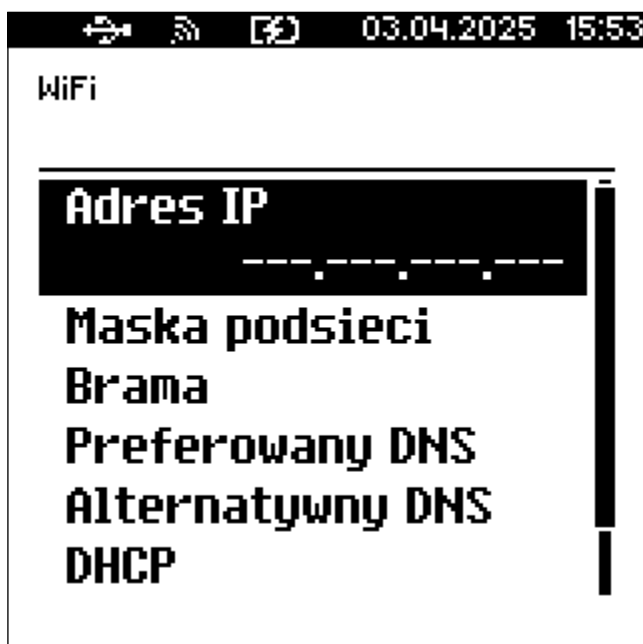 03.04.2025 15:53
WiFi
Adres IP
---.---.---.---
Maska podsieci
Brama
Preferowany DNS
Alternatywny DNS
DHCP